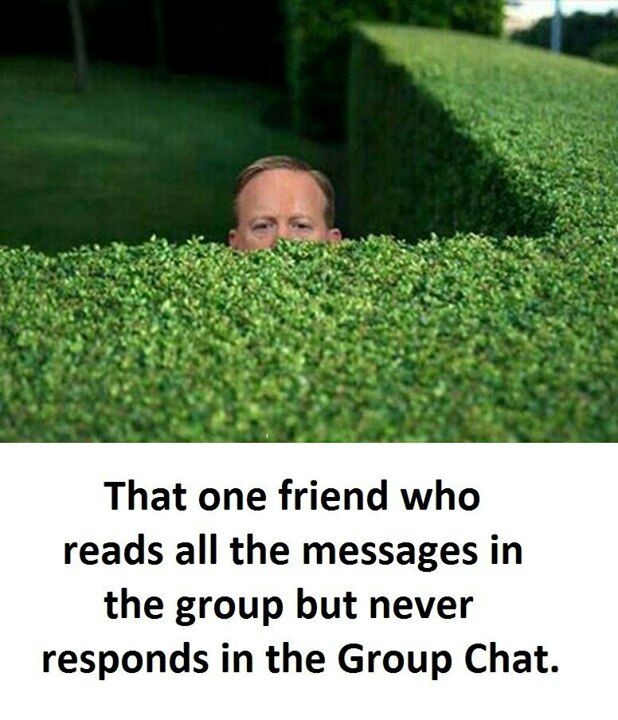 That one friend who
reads all the messages in
the group but never
responds in the Group Chat.